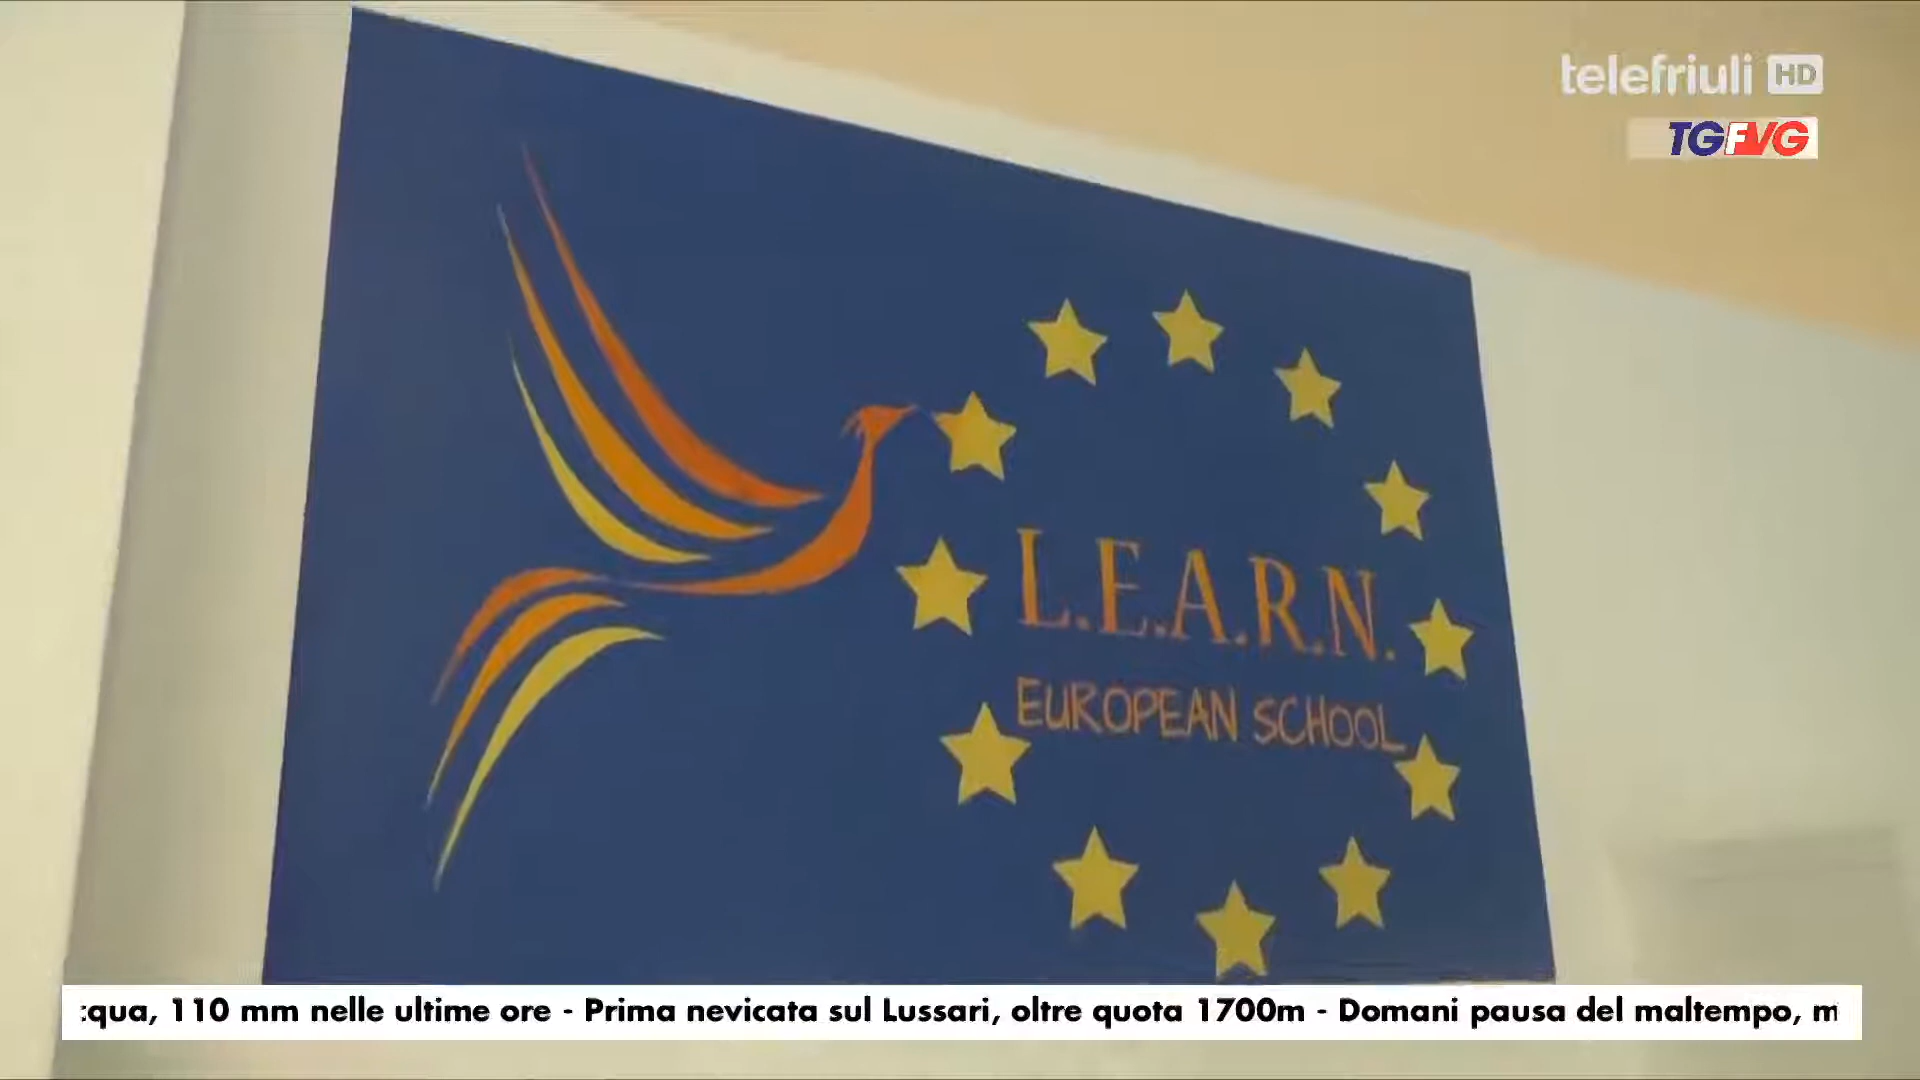 telefriuli HD
TGFVG
L.E.A.R.N.
EUROPEAN SCHOOL
110 mm nelle ultime ore - Prima nevicata sul Lussari, oltre quota 1700m - Domani pausa del maltempo,